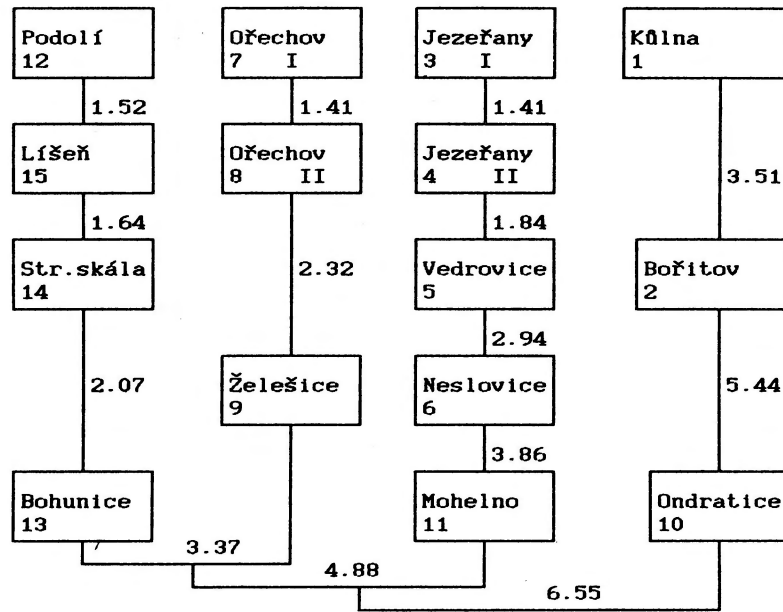 Podolí
12
Ořechov
7 I
Jezeřany
3 I
Kůlna
1
1.52
1.41
1.41
Líšeň
15
Ořechov
8 II
Jezeřany
4 II
3.51
1.64
1.84
Str.skála
14
2.32
Vedrovice
5
Bořitov
2
2.94
2.07
Želešice
9
Neslovice
6
5.44
3.86
Bohunice
13
Mohelno
11
Ondratice
10
3.37
4.88
6.55